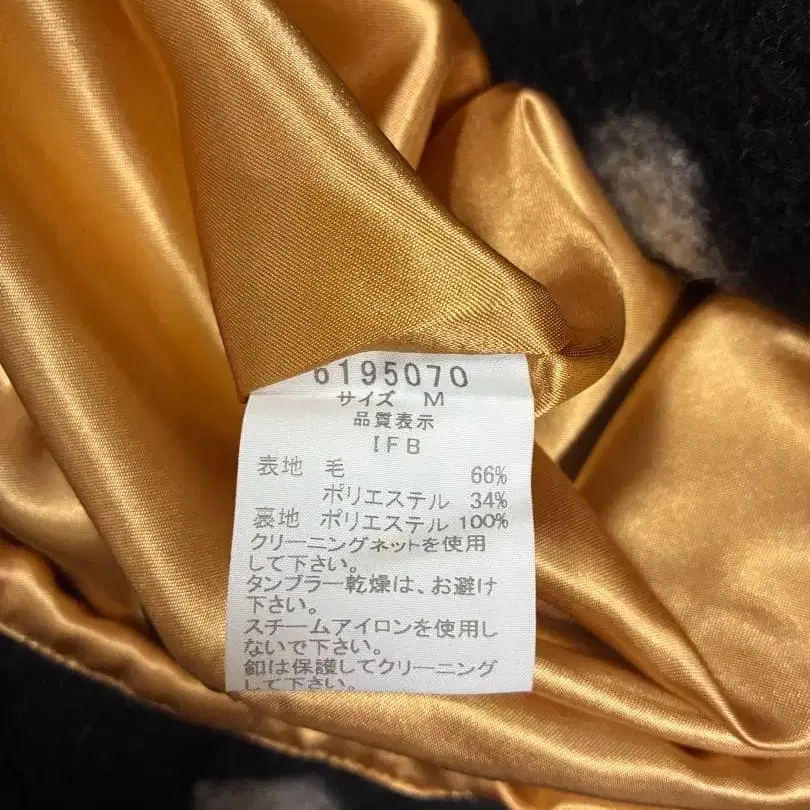 6195070
サイズ M
品質表示
IFB
表地 毛 66%
ポリエステル 34%
裏地 ポリエステル 100%
クリーニングネットを使用
して下さい。
タンブラー乾燥は、お避け
下さい。
スチームアイロンを使用し
ないで下さい。
釦は保護してクリーニング
して下さい。